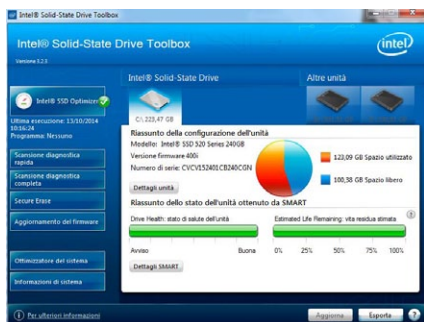 Intel® Solid-State Drive Toolbox
Intel® Solid-State Drive Toolbox
intel
Versione 3.2.3
Intel® Solid-State Drive
Altre unità
Intel® SSD Optimizer
C:\ 223,47 GB
Ultima esecuzione: 13/10/2014
10:16:24
Programma: Nessuno
Riassunto della configurazione dell'unità
Modello: Intel® SSD 520 Series 240GB
Versione firmware 400i
Numero di serie: CVCV152401CB240CGN
123,09 GB Spazio utilizzato
100,38 GB Spazio libero
Dettagli unità
Scansione diagnostica
rapida
Scansione diagnostica
completa
Secure Erase
Aggiornamento del firmware
Riassunto dello stato dell'unità ottenuto da SMART
Drive Health: stato di salute dell'unità
Estimated Life Remaining: vita residua stimata
Avviso
Buona
0%
25%
50%
75%
100%
Dettagli SMART
Ottimizzatore del sistema
Informazioni di sistema
Per ulteriori informazioni
Aggiorna
Esporta
?